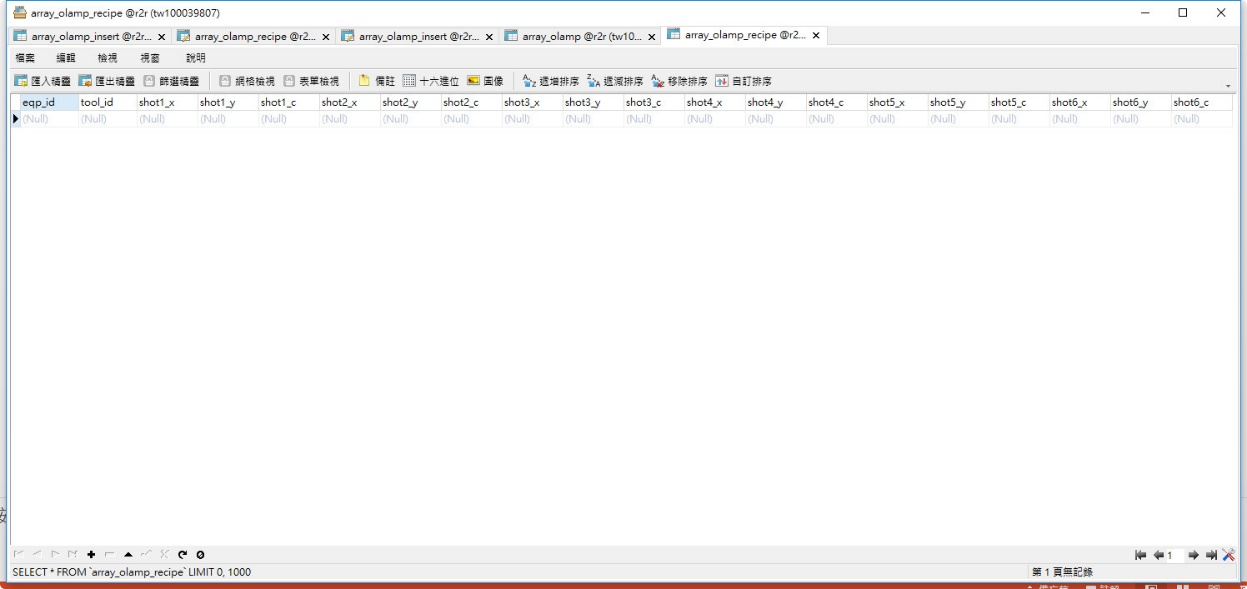 array_olamp_recipe @r2r (tw100039807)
array_olamp_insert @r2r... array_olamp_recipe @r2... array_olamp_insert @r2r... array_olamp @r2r (tw10... array_olamp_recipe @r2...
檔案 編輯 檢視 視窗 說明
匯入精靈 匯出精靈 篩選精靈 網格檢視 表單檢視 備註 十六進位 圖像 遞增排序 遞減排序 移除排序 自訂排序
eqp_id tool_id shot1_x shot1_y shot1_c shot2_x shot2_y shot2_c shot3_x shot3_y shot3_c shot4_x shot4_y shot4_c shot5_x shot5_y shot5_c shot6_x shot6_y shot6_c
(Null) (Null) (Null) (Null) (Null) (Null) (Null) (Null) (Null) (Null) (Null) (Null) (Null) (Null) (Null) (Null) (Null) (Null) (Null) (Null)
1
SELECT * FROM `array_olamp_recipe` LIMIT 0, 1000 第 1 頁無記錄